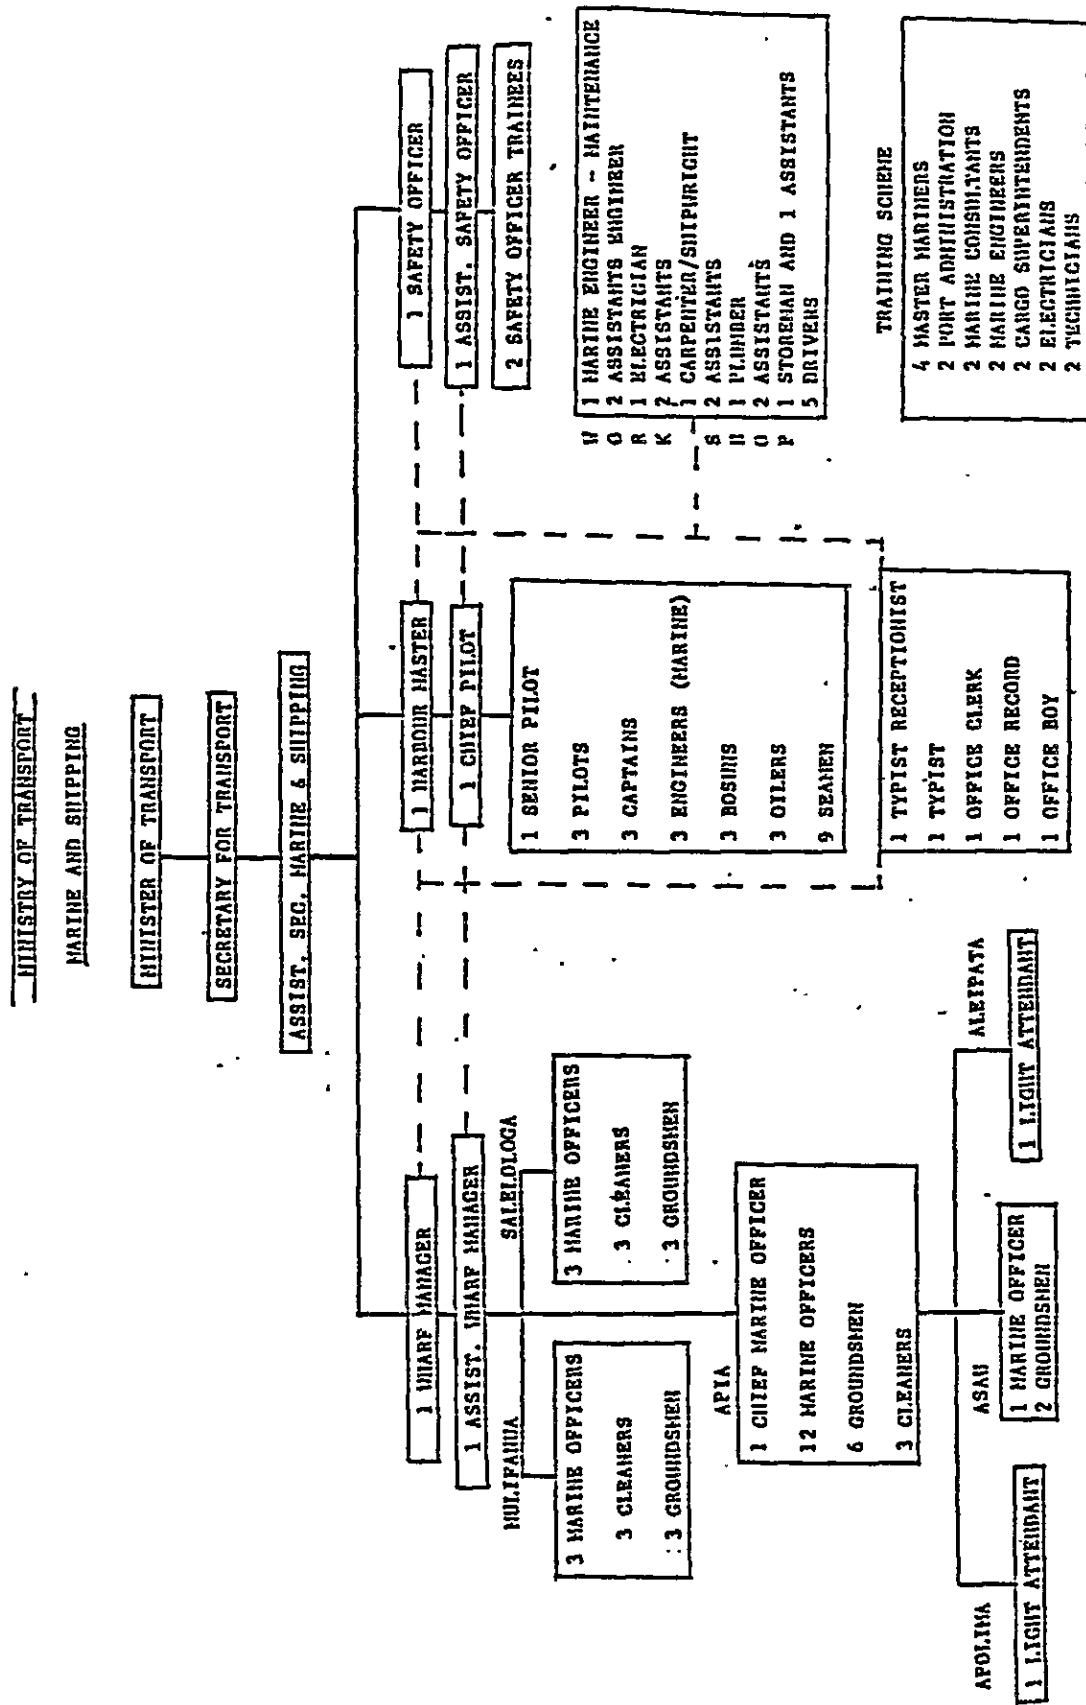 MINISTRY OF TRANSPORT
MARINE AND SHIPPING
MINISTER OF TRANSPORT
SECRETARY FOR TRANSPORT
ASSIST. SEC. MARINE & SHIPPING
1 WHARF MANAGER
1 HARBOUR MASTER
1 SAFETY OFFICER
1 ASSIST. WHARF MANAGER
1 CHIEF PILOT
1 ASSIST. SAFETY OFFICER
2 SAFETY OFFICER TRAINEES
MULIFANUA
3 MARINE OFFICERS
3 CLEANERS
3 GROUNDSMEN
SALELOLOGA
3 MARINE OFFICERS
3 CLEANERS
3 GROUNDSMEN
1 SENIOR PILOT
3 PILOTS
3 CAPTAINS
3 ENGINEERS (MARINE)
3 BOSUNS
3 OILERS
9 SEAMEN
WORKSHOP
1 MARINE ENGINEER - MAINTENANCE
2 ASSISTANTS ENGINEER
1 ELECTRICIAN
2 ASSISTANTS
1 CARPENTER/SHIPWRIGHT
2 ASSISTANTS
1 PLUMBER
2 ASSISTANTS
1 STOREMAN AND 1 ASSISTANTS
5 DRIVERS
APIA
1 CHIEF MARINE OFFICER
12 MARINE OFFICERS
6 GROUNDSMEN
3 CLEANERS
1 TYPIST RECEPTIONIST
1 TYPIST
1 OFFICE CLERK
1 OFFICE RECORD
1 OFFICE BOY
TRAINING SCHEME
4 MASTER MARINERS
2 PORT ADMINISTRATION
2 MARINE CONSULTANTS
2 MARINE ENGINEERS
2 CARGO SUPERINTENDENTS
2 ELECTRICIANS
2 TECHNICIANS
APOLIMA
1 LIGHT ATTENDANT
ASAU
1 MARINE OFFICER
2 GROUNDSMEN
ALEIPATA
1 LIGHT ATTENDANT